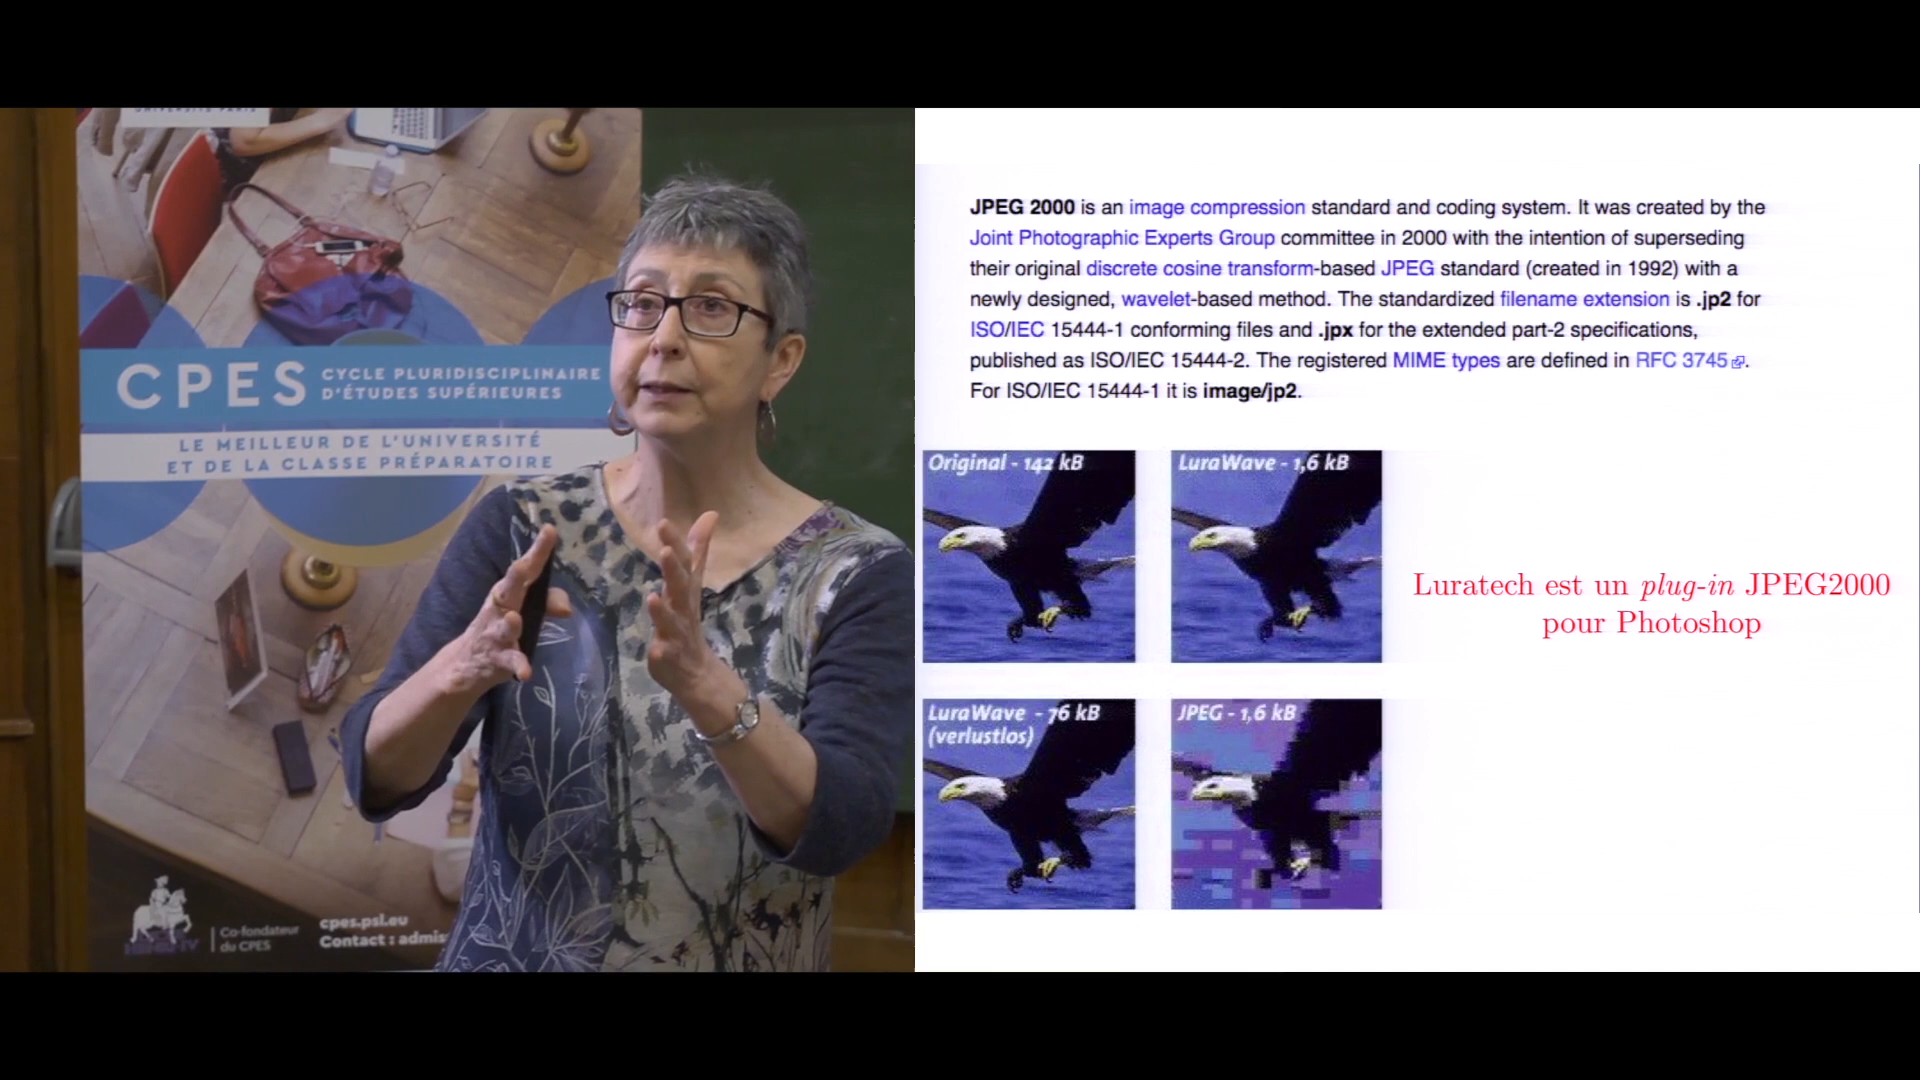 CPES
CYCLE PLURIDISCIPLINAIRE
D'ÉTUDES SUPÉRIEURES
LE MEILLEUR DE L'UNIVERSITÉ
ET DE LA CLASSE PRÉPARATOIRE
Co-fondateur
du CPES
cpes.psl.eu
Contact : admis
JPEG 2000 is an image compression standard and coding system. It was created by the
Joint Photographic Experts Group committee in 2000 with the intention of superseding
their original discrete cosine transform-based JPEG standard (created in 1992) with a
newly designed, wavelet-based method. The standardized filename extension is .jp2 for
ISO/IEC 15444-1 conforming files and .jpx for the extended part-2 specifications,
published as ISO/IEC 15444-2. The registered MIME types are defined in RFC 3745.
For ISO/IEC 15444-1 it is image/jp2.
Original - 142 kB
LuraWave - 1,6 kB
Luratech est un plug-in JPEG2000
pour Photoshop
LuraWave - 76 kB
(verlustlos)
JPEG - 1,6 kB